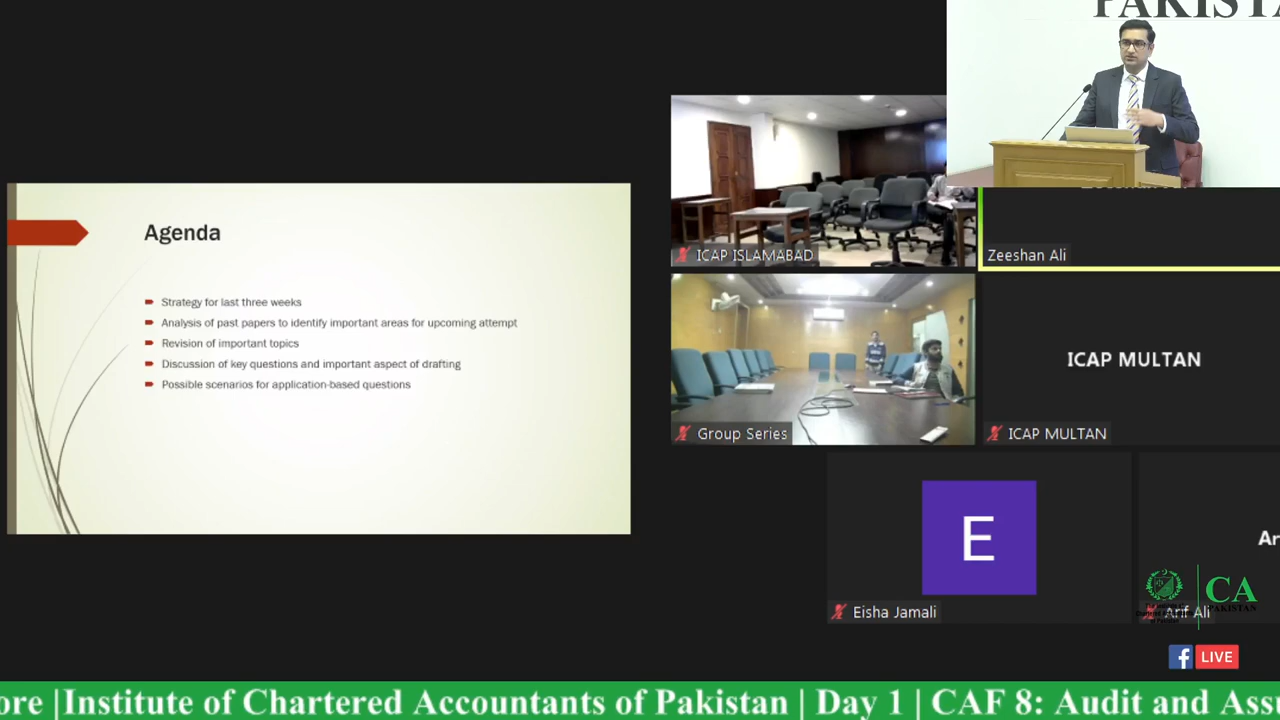 PAKISTA
Agenda
Strategy for last three weeks
Analysis of past papers to identify important areas for upcoming attempt
Revision of important topics
Discussion of key questions and important aspect of drafting
Possible scenarios for application-based questions
ICAP ISLAMABAD
Zeeshan Ali
Group Series
ICAP MULTAN
ICAP MULTAN
E
Eisha Jamali
Ar
Arif Ali
CA
PAKISTAN
f LIVE
ore |Institute of Chartered Accountants of Pakistan | Day 1 | CAF 8: Audit and Assu